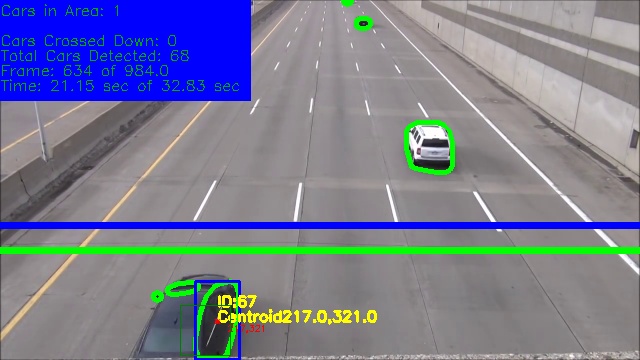 Cars in Area: 1
Cars Crossed Down: 0
Total Cars Detected: 68
Frame: 634 of 984.0
Time: 21.15 sec of 32.83 sec
ID:67
Centroid217.0,321.0